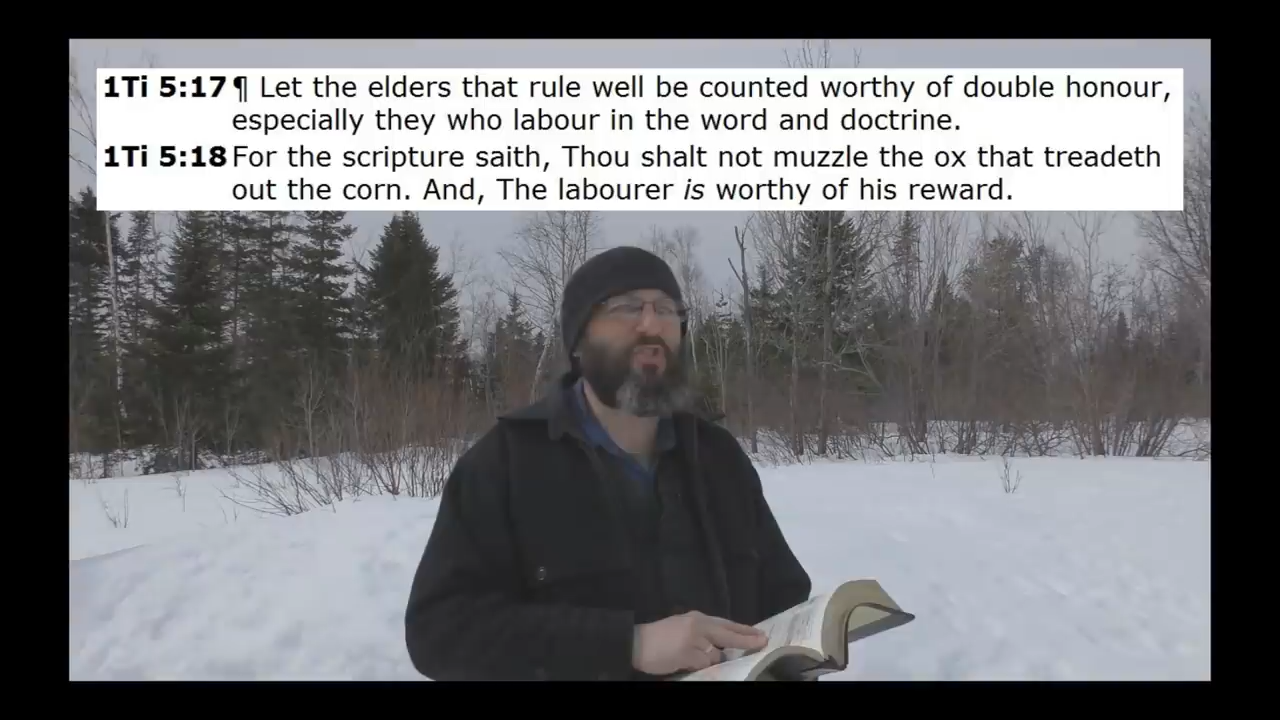 1Ti 5:17 ¶ Let the elders that rule well be counted worthy of double honour,
especially they who labour in the word and doctrine.
1Ti 5:18 For the scripture saith, Thou shalt not muzzle the ox that treadeth
out the corn. And, The labourer is worthy of his reward.